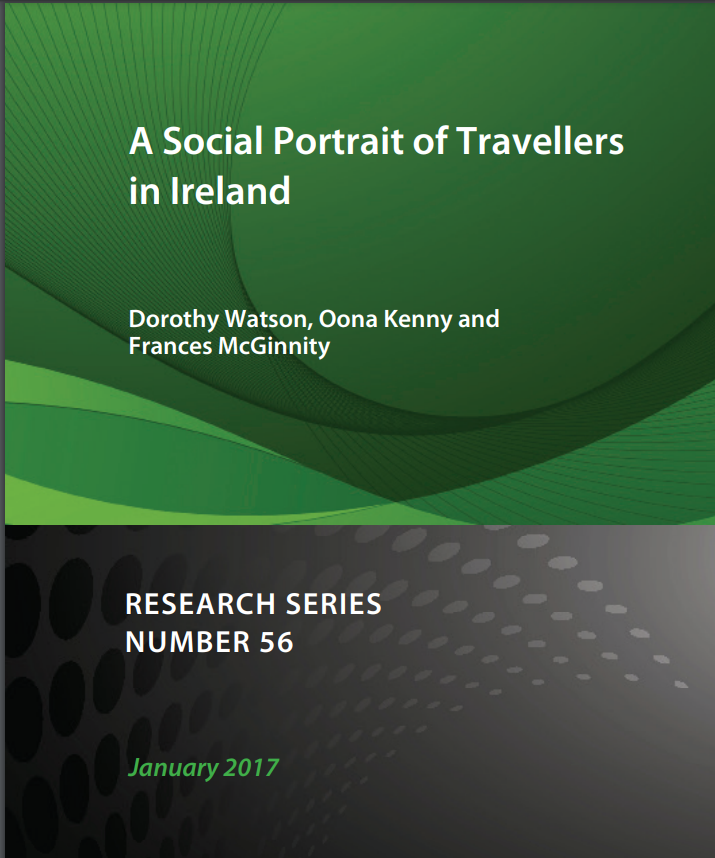 A Social Portrait of Travellers
in Ireland
Dorothy Watson, Oona Kenny and
Frances McGinnity
RESEARCH SERIES
NUMBER 56
January 2017